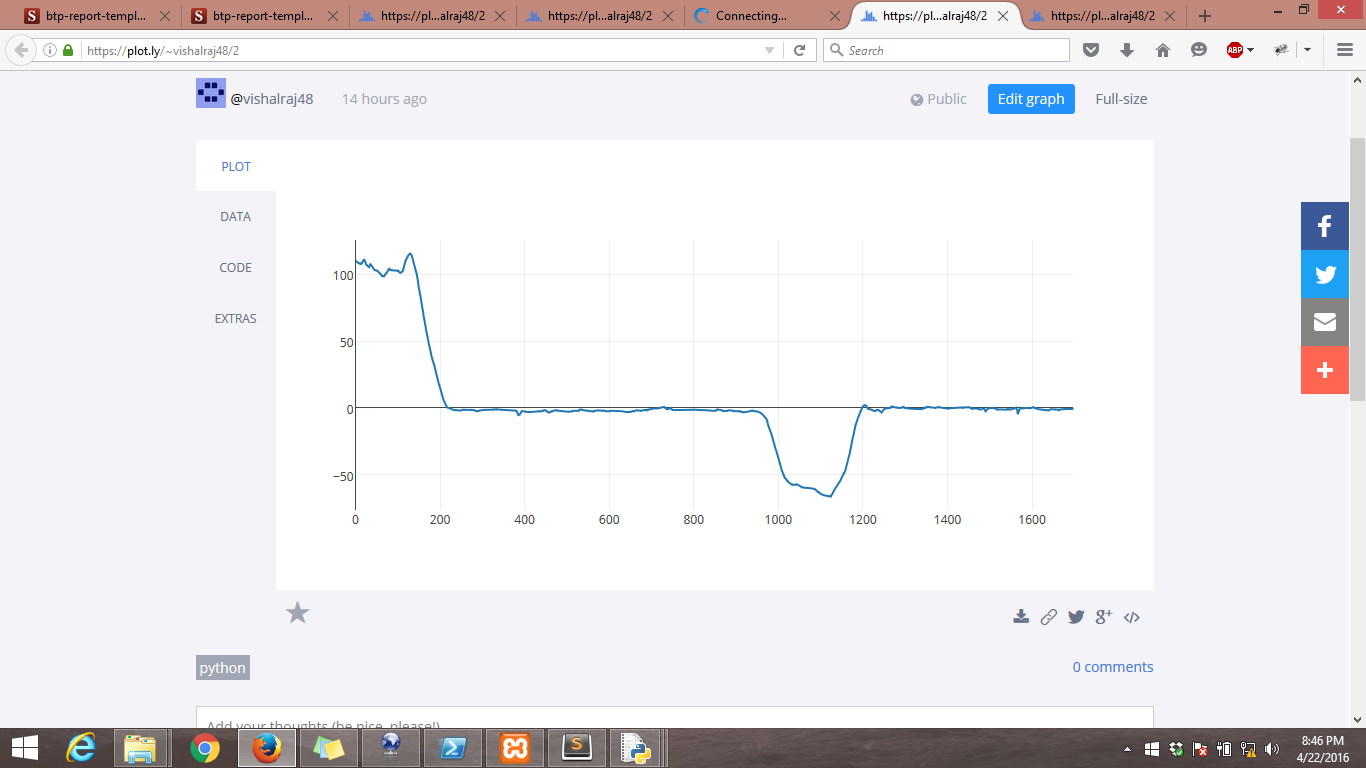 btp-report-templ...
btp-report-templ...
https://pl...alraj48/2
https://pl...alraj48/2
Connecting...
https://pl...alraj48/2
https://pl...alraj48/2
https://plot.ly/~vishalraj48/2
Search
ABP
@vishalraj48
14 hours ago
Public
Edit graph
Full-size
PLOT
DATA
CODE
EXTRAS
100
50
0
−50
0 200 400 600 800 1000 1200 1400 1600
python
0 comments
Add your thoughts (be nice, please!)
8:46 PM
4/22/2016